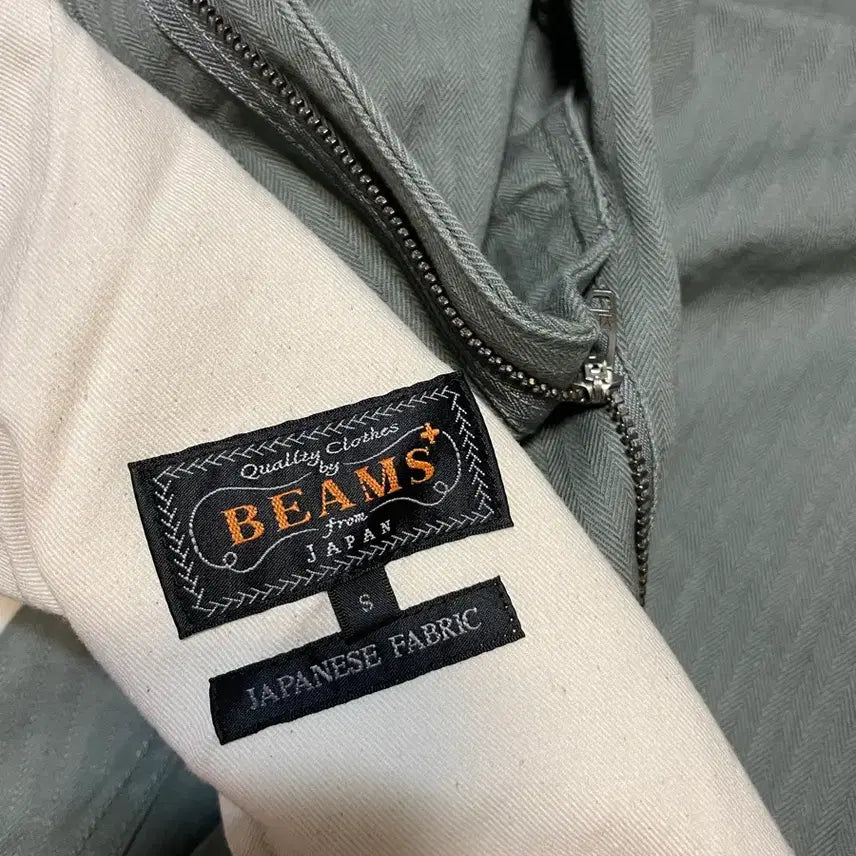 Quality Clothes
by
BEAMS+
from
JAPAN
S
JAPANESE FABRIC